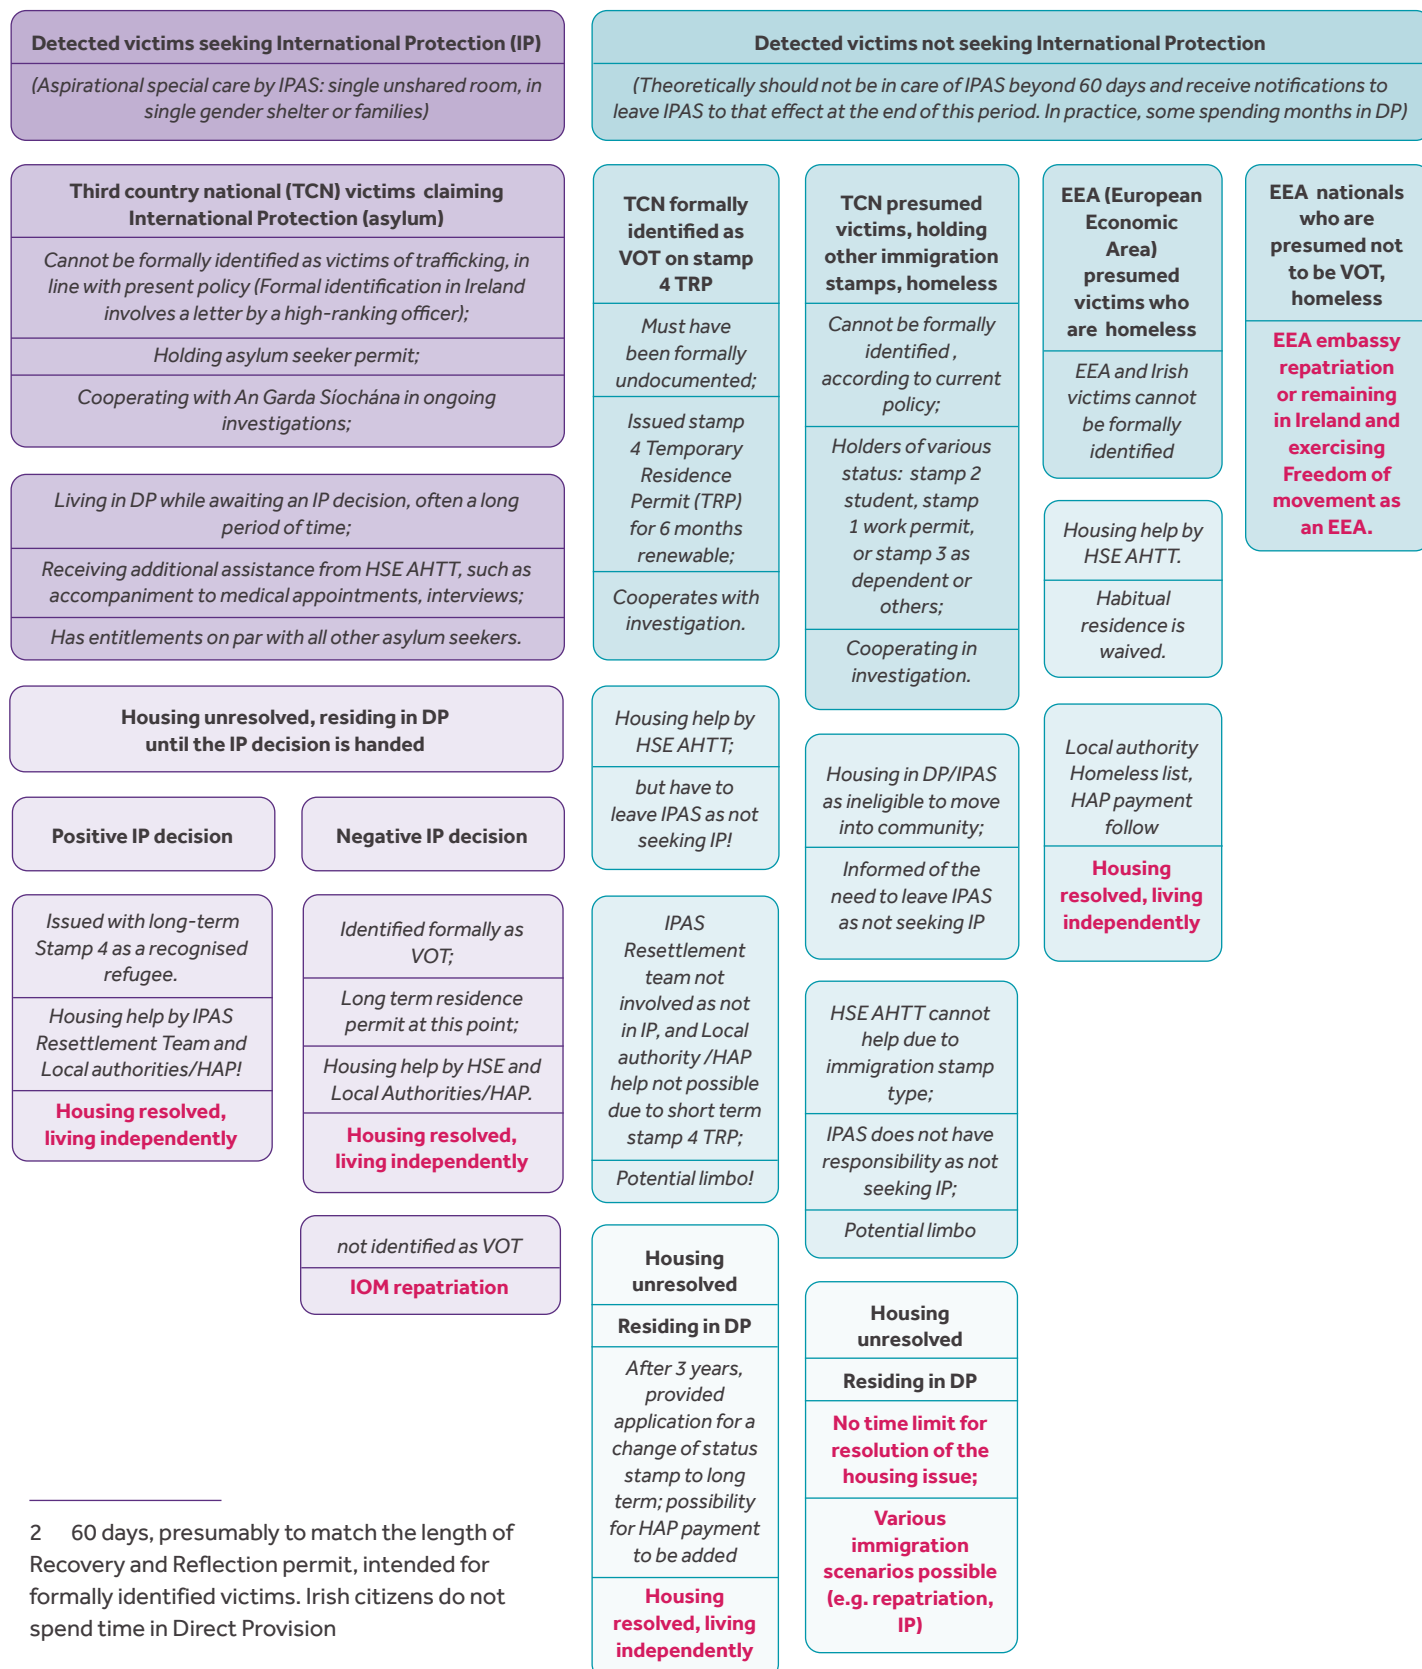 Detected victims seeking International Protection (IP)
(Aspirational special care by IPAS: single unshared room, in
single gender shelter or families)
Detected victims not seeking International Protection
(Theoretically should not be in care of IPAS beyond 60 days and receive notifications to
leave IPAS to that effect at the end of this period. In practice, some spending months in DP)
Third country national (TCN) victims claiming
International Protection (asylum)
Cannot be formally identified as victims of trafficking, in
line with present policy (Formal identification in Ireland
involves a letter by a high-ranking officer);
Holding asylum seeker permit;
Cooperating with An Garda Síochána in ongoing
investigations;
Living in DP while awaiting an IP decision, often a long
period of time;
Receiving additional assistance from HSE AHTT, such as
accompaniment to medical appointments, interviews;
Has entitlements on par with all other asylum seekers.
Housing unresolved, residing in DP
until the IP decision is handed
Positive IP decision
Issued with long-term
Stamp 4 as a recognised
refugee.
Housing help by IPAS
Resettlement Team and
Local authorities/HAP!
Housing resolved,
living independently
Negative IP decision
Identified formally as
VOT;
Long term residence
permit at this point;
Housing help by HSE and
Local Authorities/HAP.
Housing resolved,
living independently
not identified as VOT
IOM repatriation
TCN formally
identified as
VOT on stamp
4 TRP
Must have
been formally
undocumented;
Issued stamp
4 Temporary
Residence
Permit (TRP)
for 6 months
renewable;
Cooperates with
investigation.
Housing help by
HSE AHTT;
but have to
leave IPAS as not
seeking IP!
IPAS
Resettlement
team not
involved as not
in IP, and Local
authority /HAP
help not possible
due to short term
stamp 4 TRP;
Potential limbo!
Housing
unresolved
Residing in DP
After 3 years,
provided
application for a
change of status
stamp to long
term; possibility
for HAP payment
to be added
Housing
resolved, living
independently
TCN presumed
victims, holding
other immigration
stamps, homeless
Cannot be formally
identified ,
according to current
policy;
Holders of various
status: stamp 2
student, stamp
1 work permit,
or stamp 3 as
dependent or
others;
Cooperating in
investigation.
Housing in DP/IPAS
as ineligible to move
into community;
Informed of the
need to leave IPAS
as not seeking IP
HSE AHTT cannot
help due to
immigration stamp
type;
IPAS does not have
responsibility as not
seeking IP;
Potential limbo
Housing
unresolved
Residing in DP
No time limit for
resolution of the
housing issue;
Various
immigration
scenarios possible
(e.g. repatriation,
IP)
EEA (European
Economic
Area)
presumed
victims who
are homeless
EEA and Irish
victims cannot
be formally
identified
Housing help by
HSE AHTT.
Habitual
residence is
waived.
Local authority
Homeless list,
HAP payment
follow
Housing
resolved, living
independently
EEA nationals
who are
presumed not
to be VOT,
homeless
EEA embassy
repatriation
or remaining
in Ireland and
exercising
Freedom of
movement as
an EEA.
2 60 days, presumably to match the length of
Recovery and Reflection permit, intended for
formally identified victims. Irish citizens do not
spend time in Direct Provision